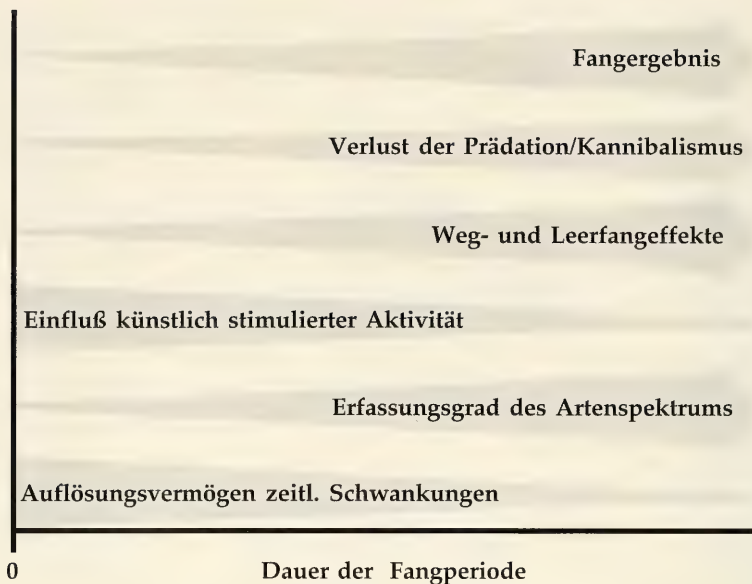 Fangergebnis
Verlust der Prädation/Kannibalismus
Weg- und Leerfangeffekte
Einfluß künstlich stimulierter Aktivität
Erfassungsgrad des Artenspektrums
Auflösungsvermögen zeitl. Schwankungen
0 Dauer der Fangperiode